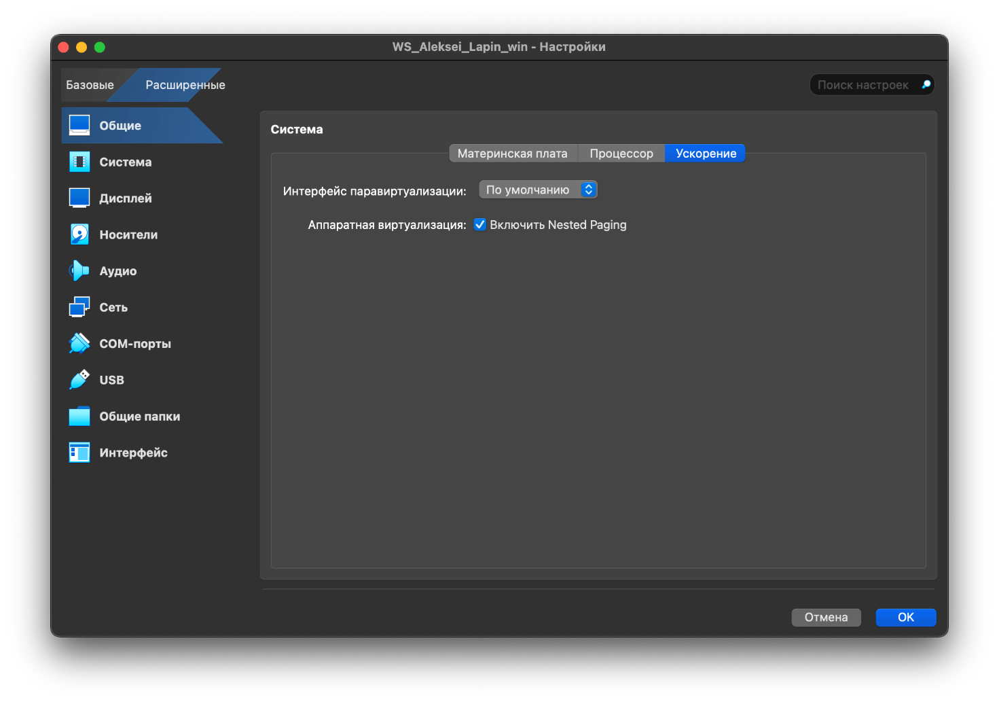 WS_Aleksei_Lapin_win - Настройки
Базовые
Расширенные
Поиск настроек
Общие
Система
Дисплей
Носители
Аудио
Сеть
COM-порты
USB
Общие папки
Интерфейс
Система
Материнская плата
Процессор
Ускорение
Интерфейс паравиртуализации: По умолчанию
Аппаратная виртуализация: Включить Nested Paging
Отмена
OK